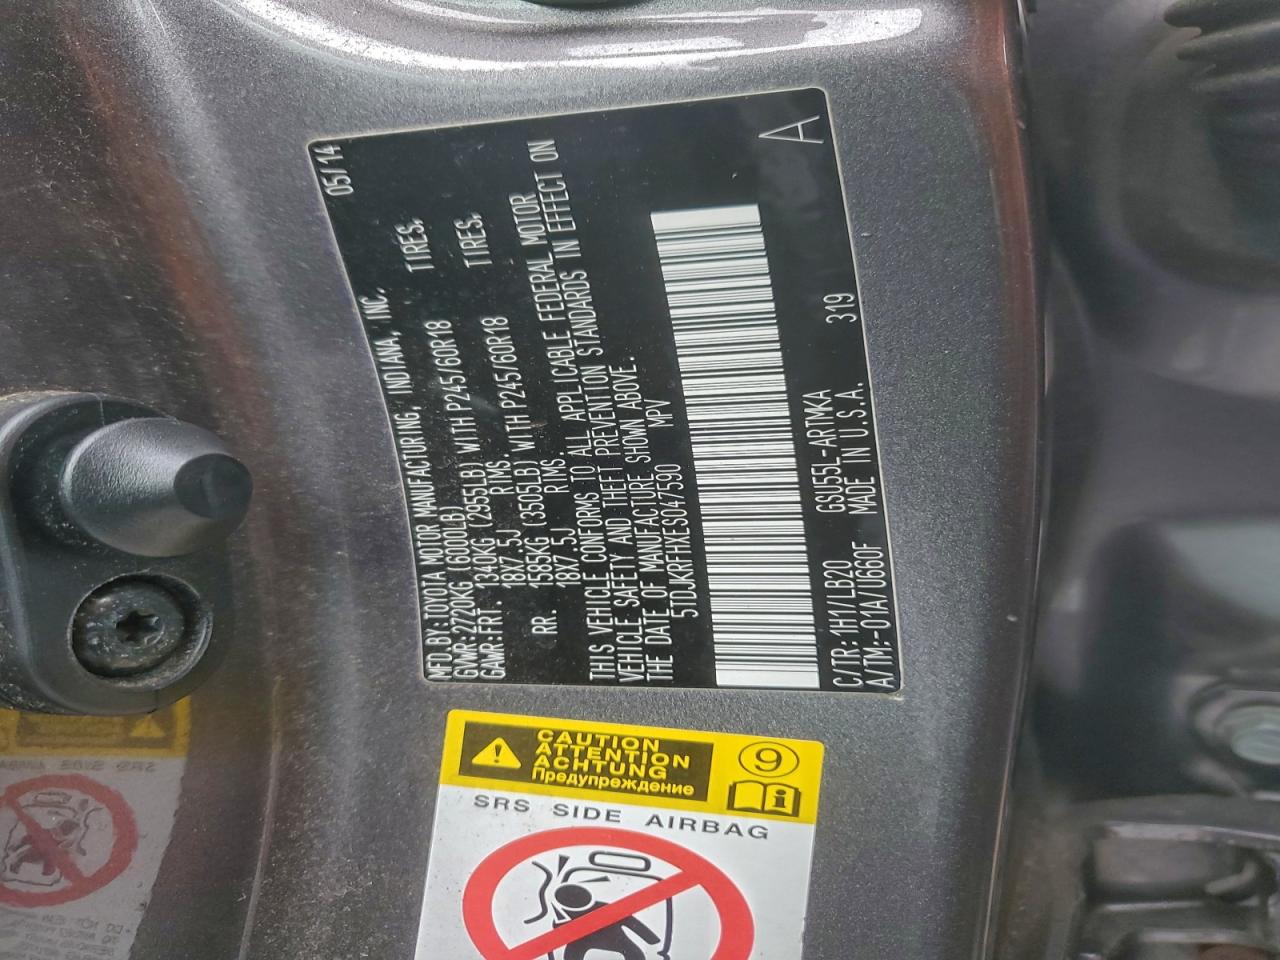 MFD.BY:TOYOTA MOTOR MANUFACTURING, INDIANA, INC. 05/14
GVWR:2720KG (6000LB)
GAWR:FRT. 1340KG (2955LB) WITH P245/60R18 TIRES,
18X7.5J RIMS
RR. 1585KG (3505LB) WITH P245/60R18 TIRES,
18X7.5J RIMS
THIS VEHICLE CONFORMS TO ALL APPLICABLE FEDERAL MOTOR
VEHICLE SAFETY AND THEFT PREVENTION STANDARDS IN EFFECT ON
THE DATE OF MANUFACTURE SHOWN ABOVE.
5TDJKRFHXES047590 MPV
A
C/TR:1H1/LB20 GSU55L-ARTMKA 319
A/TM:-01A/U660F MADE IN U.S.A.
CAUTION
ATTENTION
ACHTUNG
Предупреждение
9
i
SRS SIDE AIRBAG